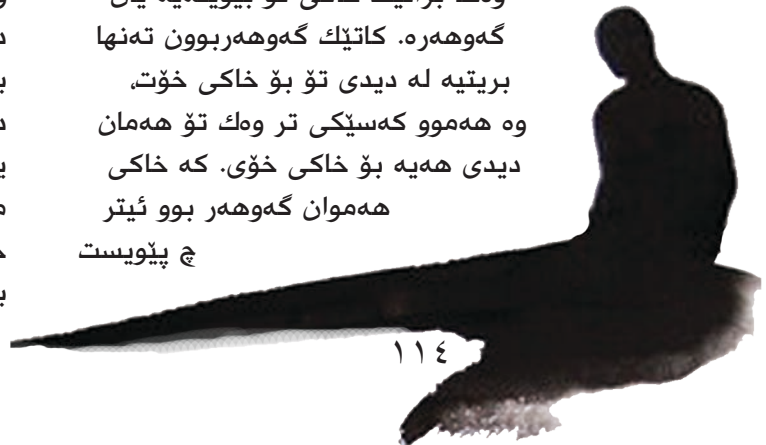 گەوهەرە. کاتێك گەوهەربوون تەنها
بریتیە لە دیدی تۆ بۆ خاکی خۆت،
وە هەموو کەسێکی تر وەك تۆ هەمان
دیدی هەیە بۆ خاکی خۆی. کە خاکی
هەموان گەوهەر بوو ئیتر
چ پێویست
١١٤